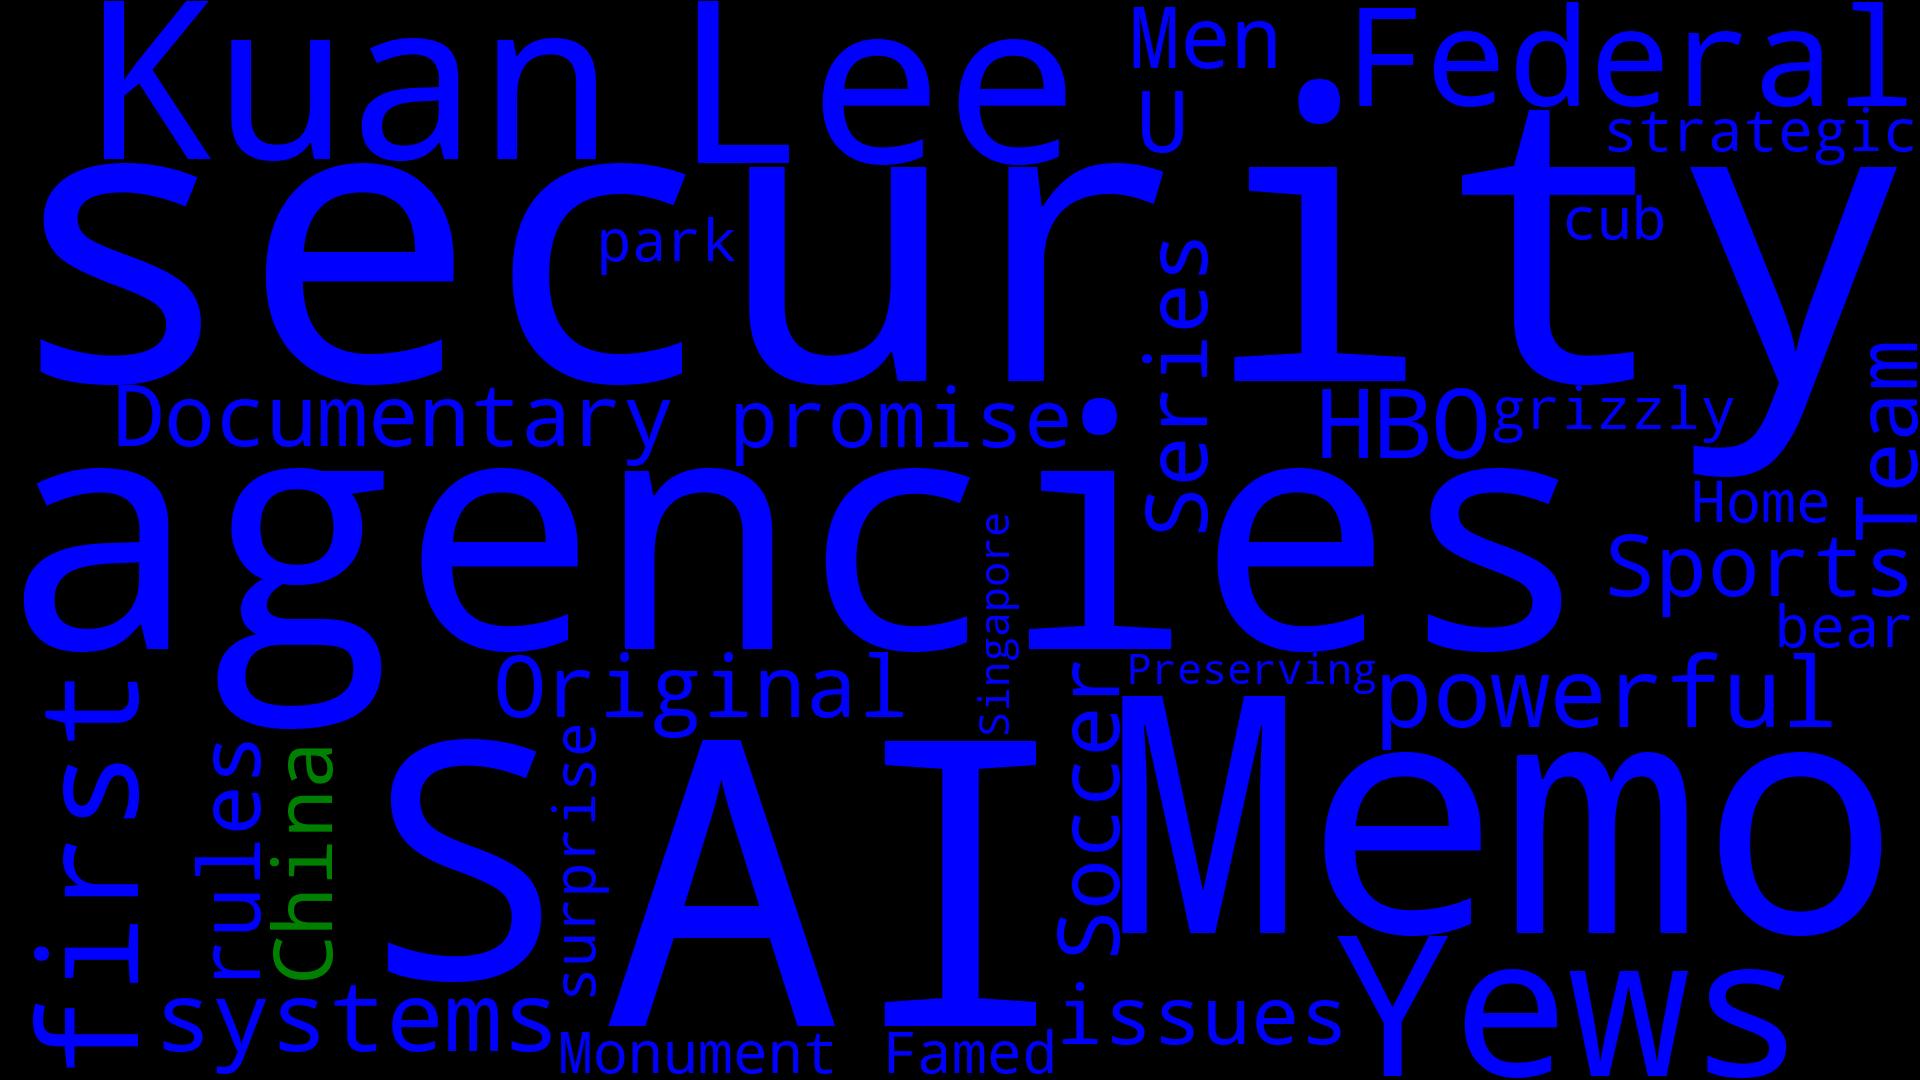 Kuan Lee
Men
Federal
U
strategic
security
park
cub
Series
Team
Documentary
promise
HBO
grizzly
agencies
Home
Sports
Singapore
bear
Original
Preserving
powerful
first
rules
China
SAI
surprise
Soccer
Memo
systems
issues
Yews
Monument
Famed